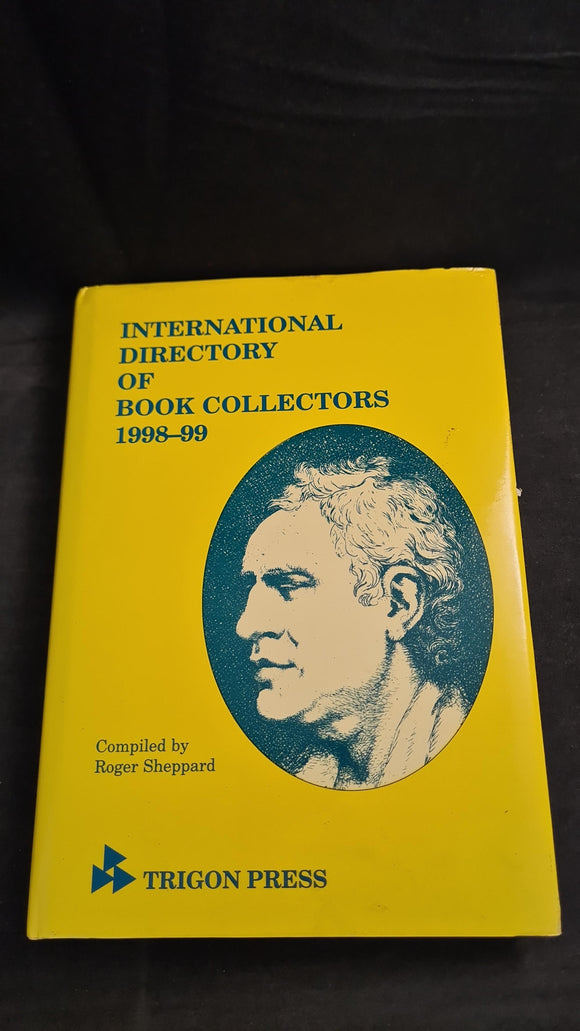 INTERNATIONAL
DIRECTORY
OF
BOOK COLLECTORS
1998–99
Compiled by
Roger Sheppard
TRIGON PRESS